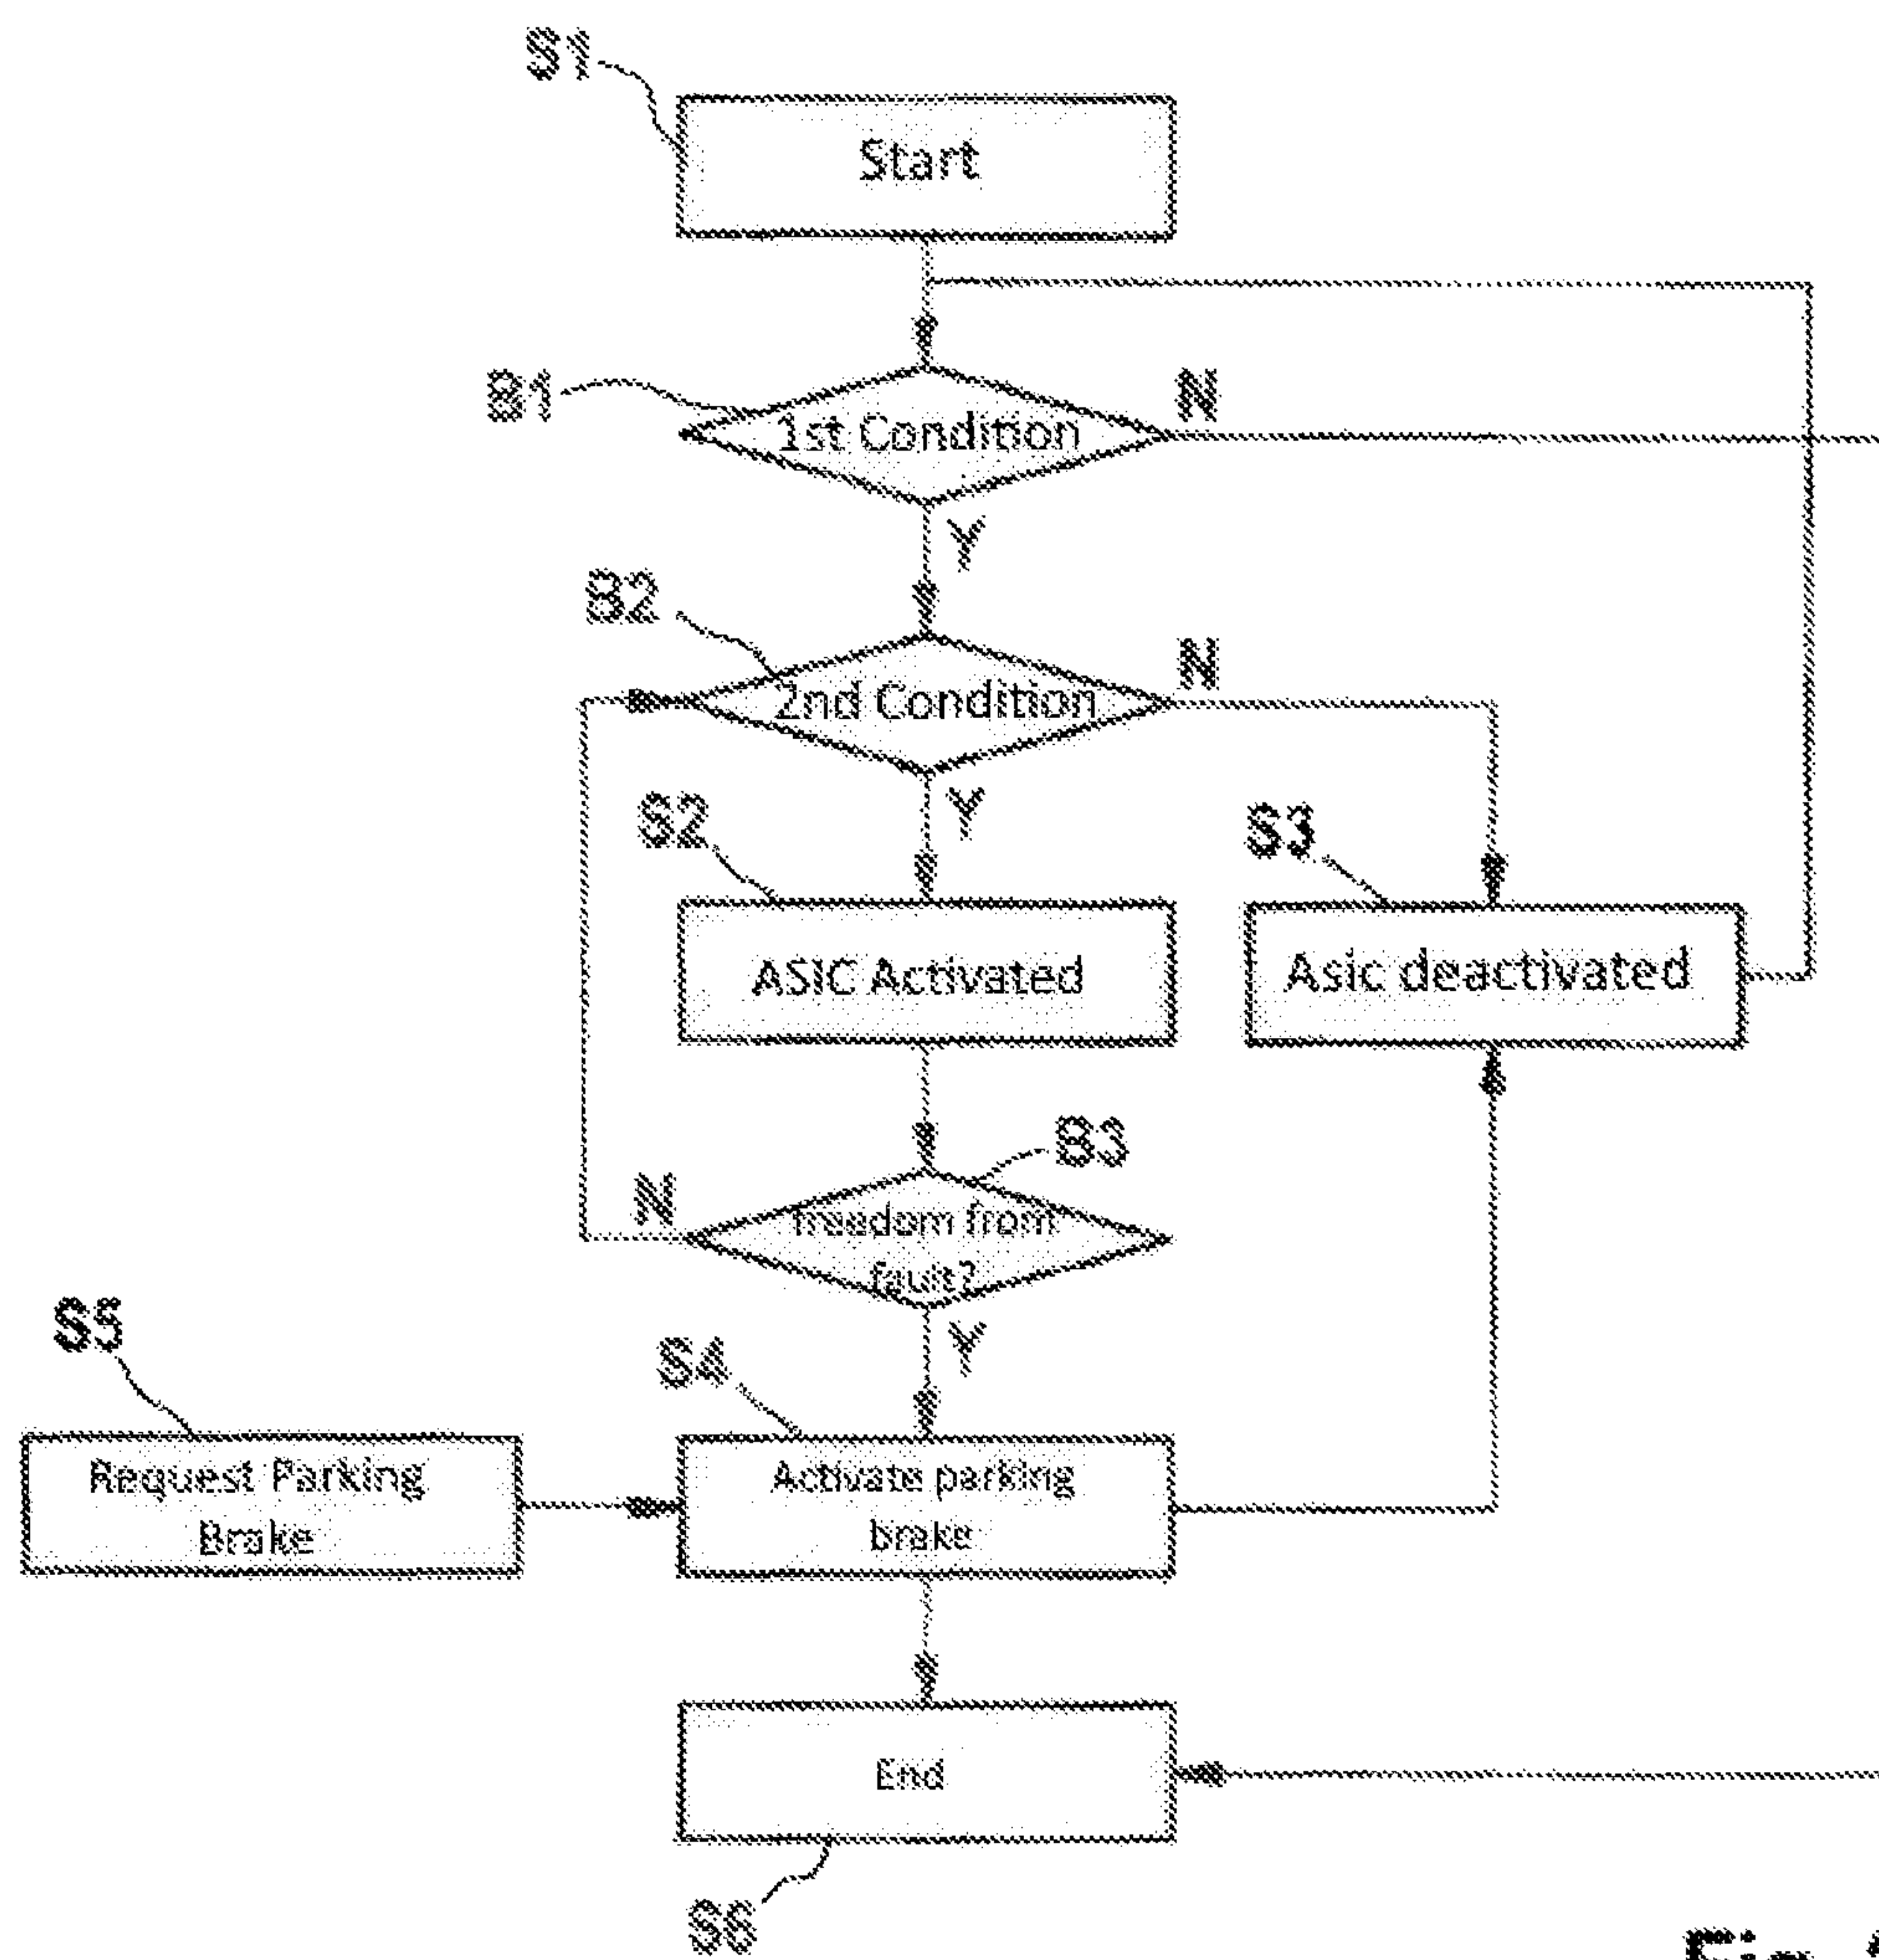 S1
Start
B1
1st Condition
N
Y
B2
2nd Condition
N
Y
S2
S3
ASIC Activated
Asic deactivated
B3
N
freedom from
fault?
Y
S5
S4
Request Parking
Brake
Activate parking
brake
End
S6
Fig.